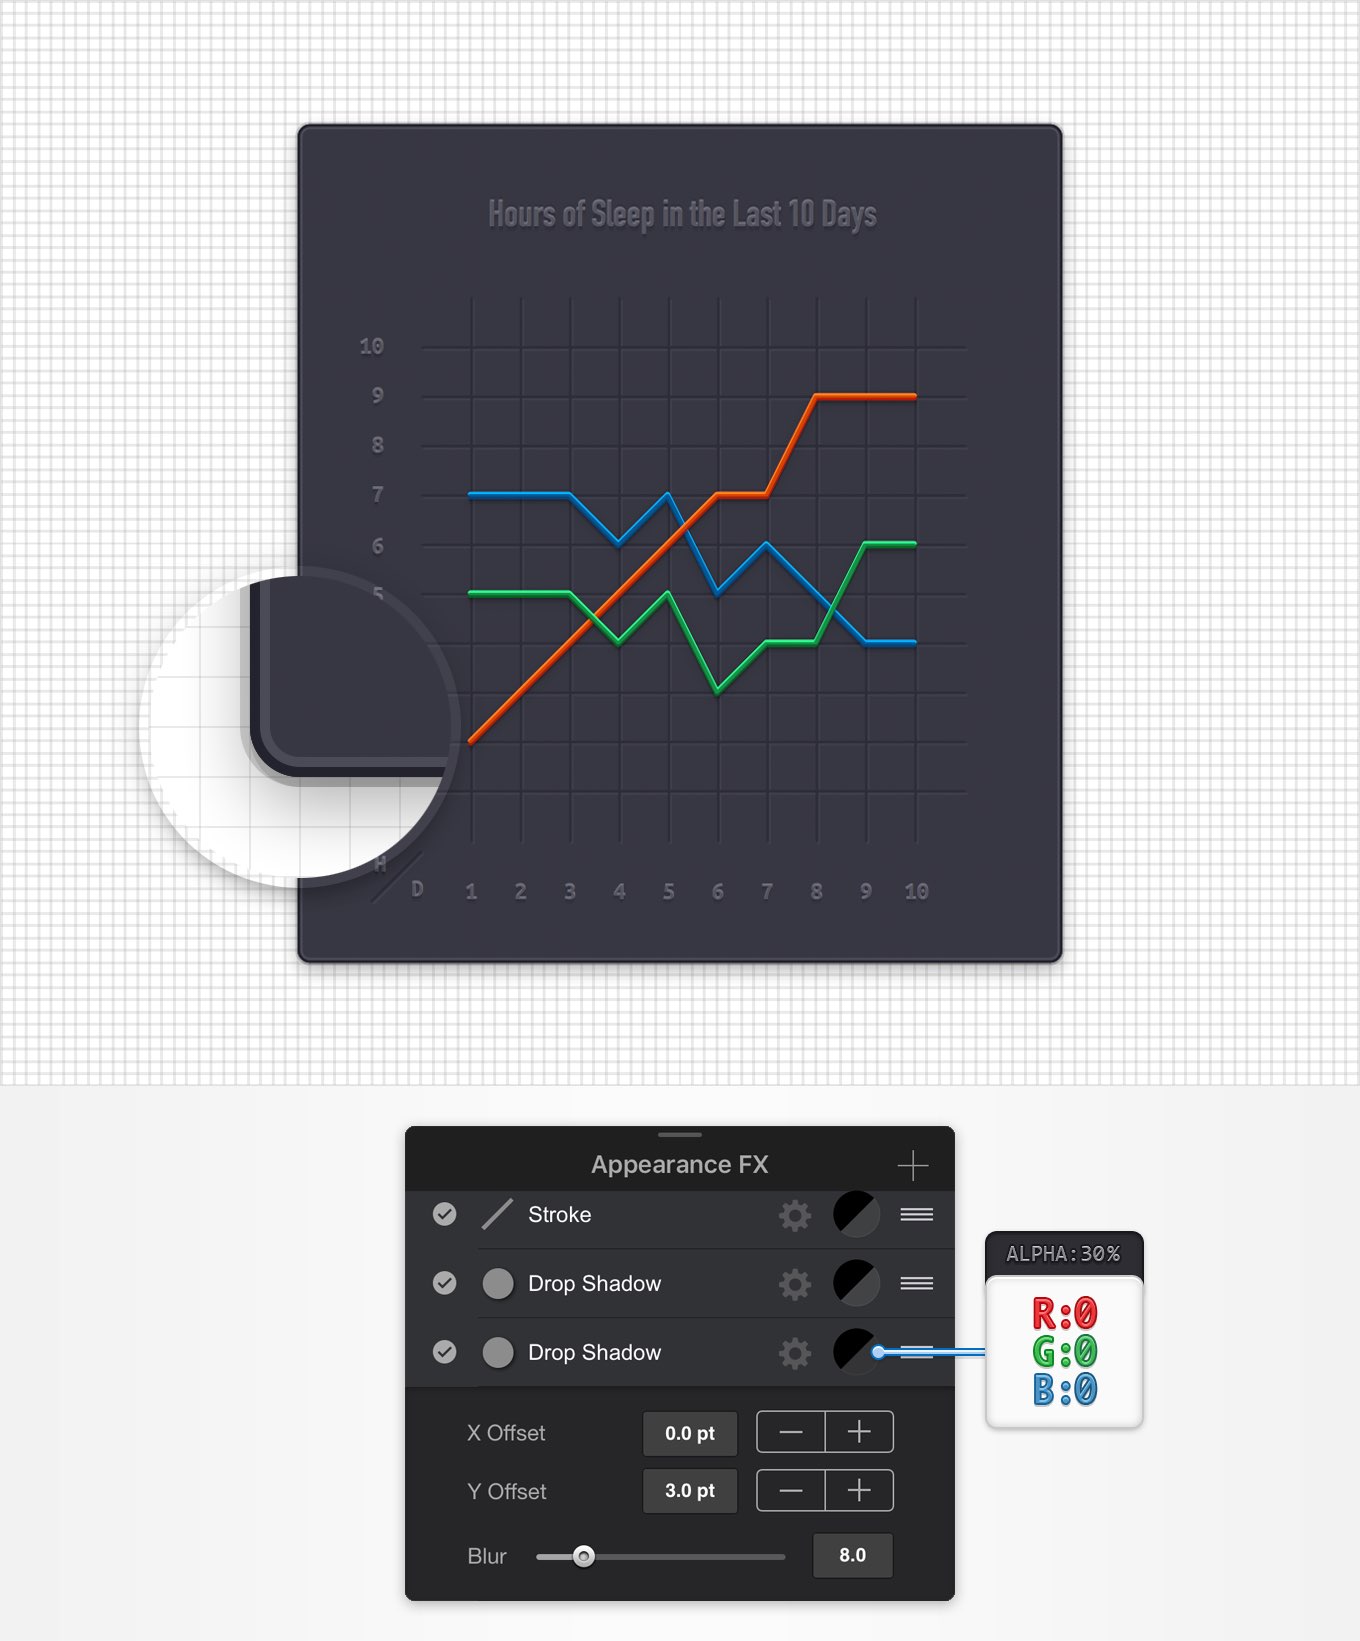 Hours of Sleep in the Last 10 Days
10
9
8
7
6
5
H
D 1 2 3 4 5 6 7 8 9 10
Appearance FX
Stroke
Drop Shadow
Drop Shadow
ALPHA:30%
R:0
G:0
B:0
X Offset 0.0 pt
Y Offset 3.0 pt
Blur 8.0